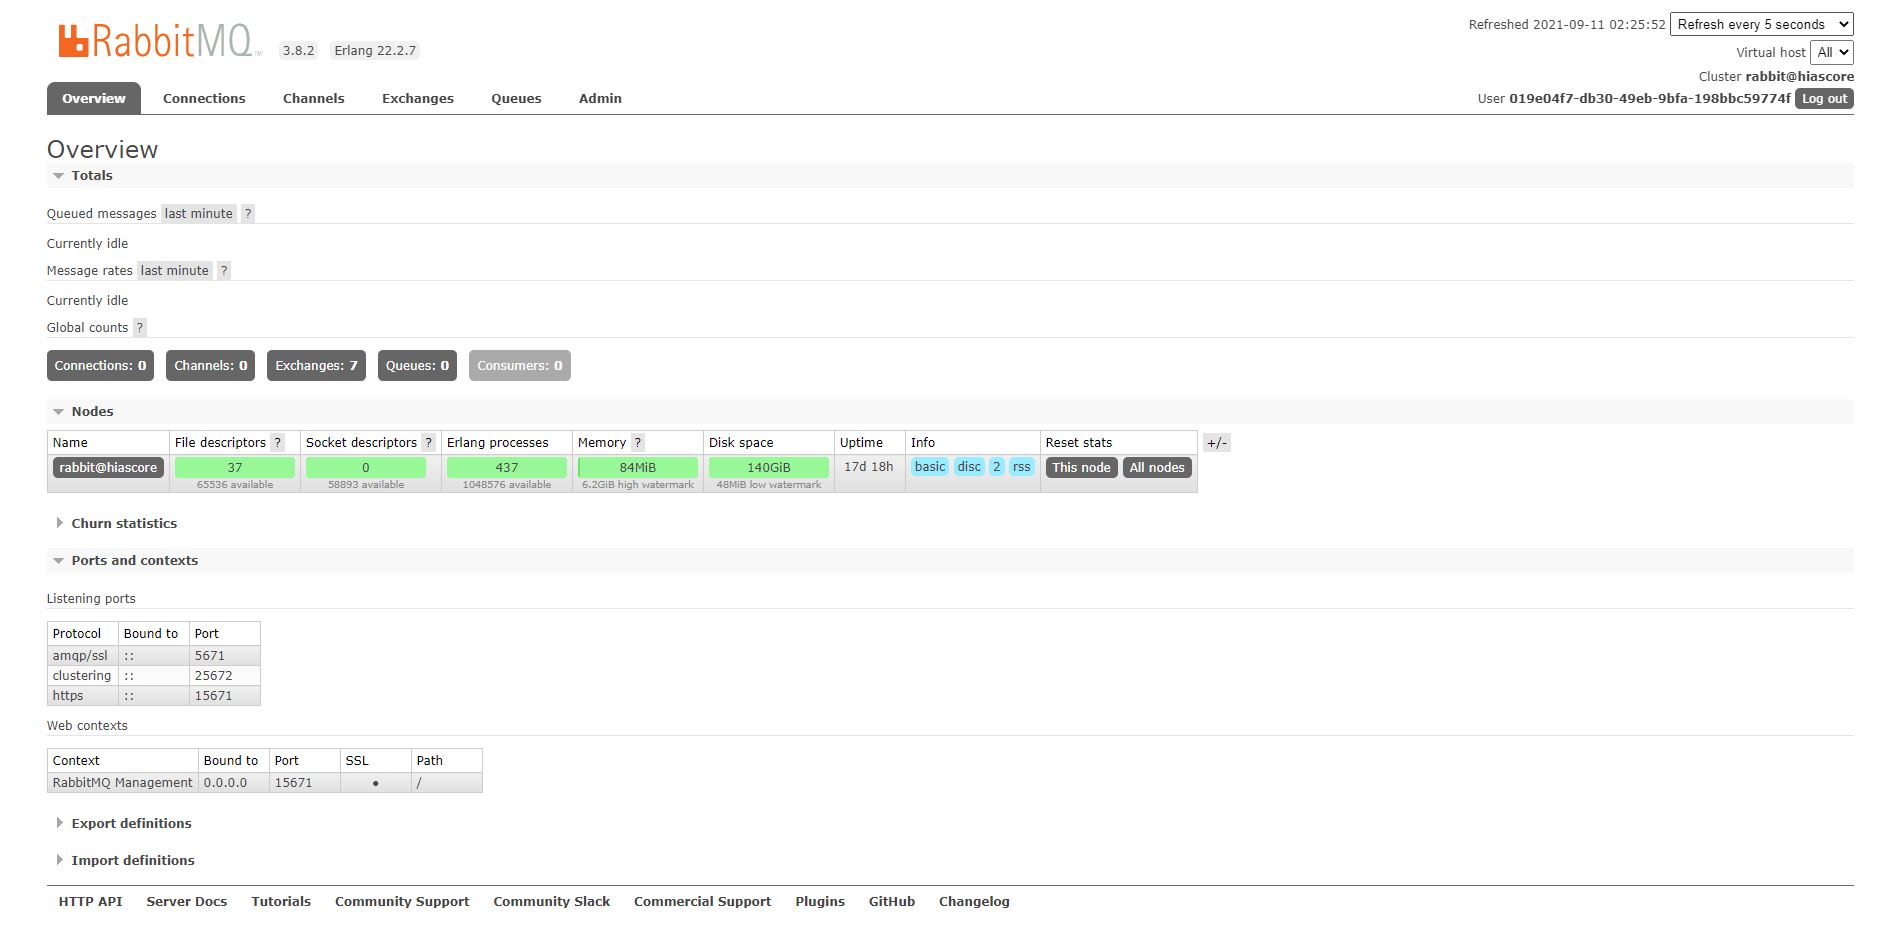 RabbitMQ TM 3.8.2 Erlang 22.2.7
Refreshed 2021-09-11 02:25:52 Refresh every 5 seconds
Virtual host All
Cluster rabbit@hiascore
User 019e04f7-db30-49eb-9bfa-198bbc59774f Log out
Overview Connections Channels Exchanges Queues Admin
Overview
Totals
Queued messages last minute ?
Currently idle
Message rates last minute ?
Currently idle
Global counts ?
Connections: 0 Channels: 0 Exchanges: 7 Queues: 0 Consumers: 0
Nodes
Name File descriptors ? Socket descriptors ? Erlang processes Memory ? Disk space Uptime Info Reset stats +/-
rabbit@hiascore 37 0 437 84MiB 140GiB 17d 18h basic disc 2 rss This node All nodes
65536 available 58893 available 1048576 available 6.2GiB high watermark 48MiB low watermark
Churn statistics
Ports and contexts
Listening ports
Protocol Bound to Port
amqp/ssl :: 5671
clustering :: 25672
https :: 15671
Web contexts
Context Bound to Port SSL Path
RabbitMQ Management 0.0.0.0 15671 ● /
Export definitions
Import definitions
HTTP API Server Docs Tutorials Community Support Community Slack Commercial Support Plugins GitHub Changelog